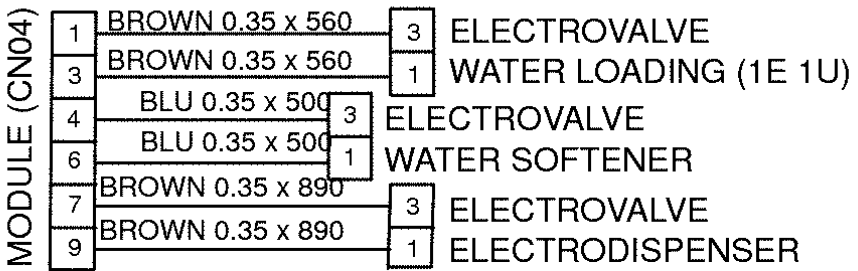 MODULE (CN04)
1 BROWN 0.35 x 560 3 ELECTROVALVE
3 BROWN 0.35 x 560 1 WATER LOADING (1E 1U)
4 BLU 0.35 x 500 3 ELECTROVALVE
6 BLU 0.35 x 500 1 WATER SOFTENER
7 BROWN 0.35 x 890 3 ELECTROVALVE
9 BROWN 0.35 x 890 1 ELECTRODISPENSER